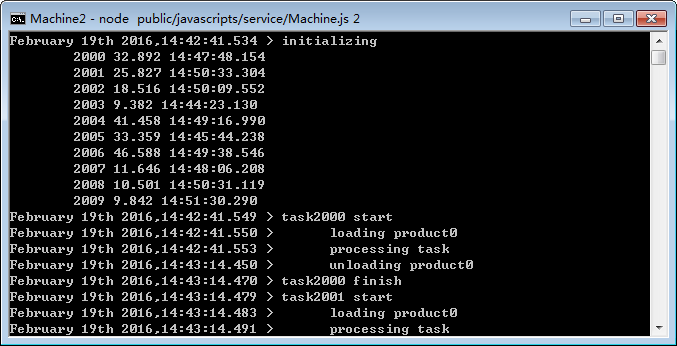 Machine2 - node  public/javascripts/service/Machine.js 2
February 19th 2016,14:42:41.534 > initializing
        2000 32.892 14:47:48.154
        2001 25.827 14:50:33.304
        2002 18.516 14:50:09.552
        2003 9.382 14:44:23.130
        2004 41.458 14:49:16.990
        2005 33.359 14:45:44.238
        2006 46.588 14:49:38.546
        2007 11.646 14:48:06.208
        2008 10.501 14:50:31.119
        2009 9.842 14:51:30.290
February 19th 2016,14:42:41.549 > task2000 start
February 19th 2016,14:42:41.550 >       loading product0
February 19th 2016,14:42:41.553 >       processing task
February 19th 2016,14:43:14.450 >       unloading product0
February 19th 2016,14:43:14.470 > task2000 finish
February 19th 2016,14:43:14.479 > task2001 start
February 19th 2016,14:43:14.483 >       loading product0
February 19th 2016,14:43:14.491 >       processing task